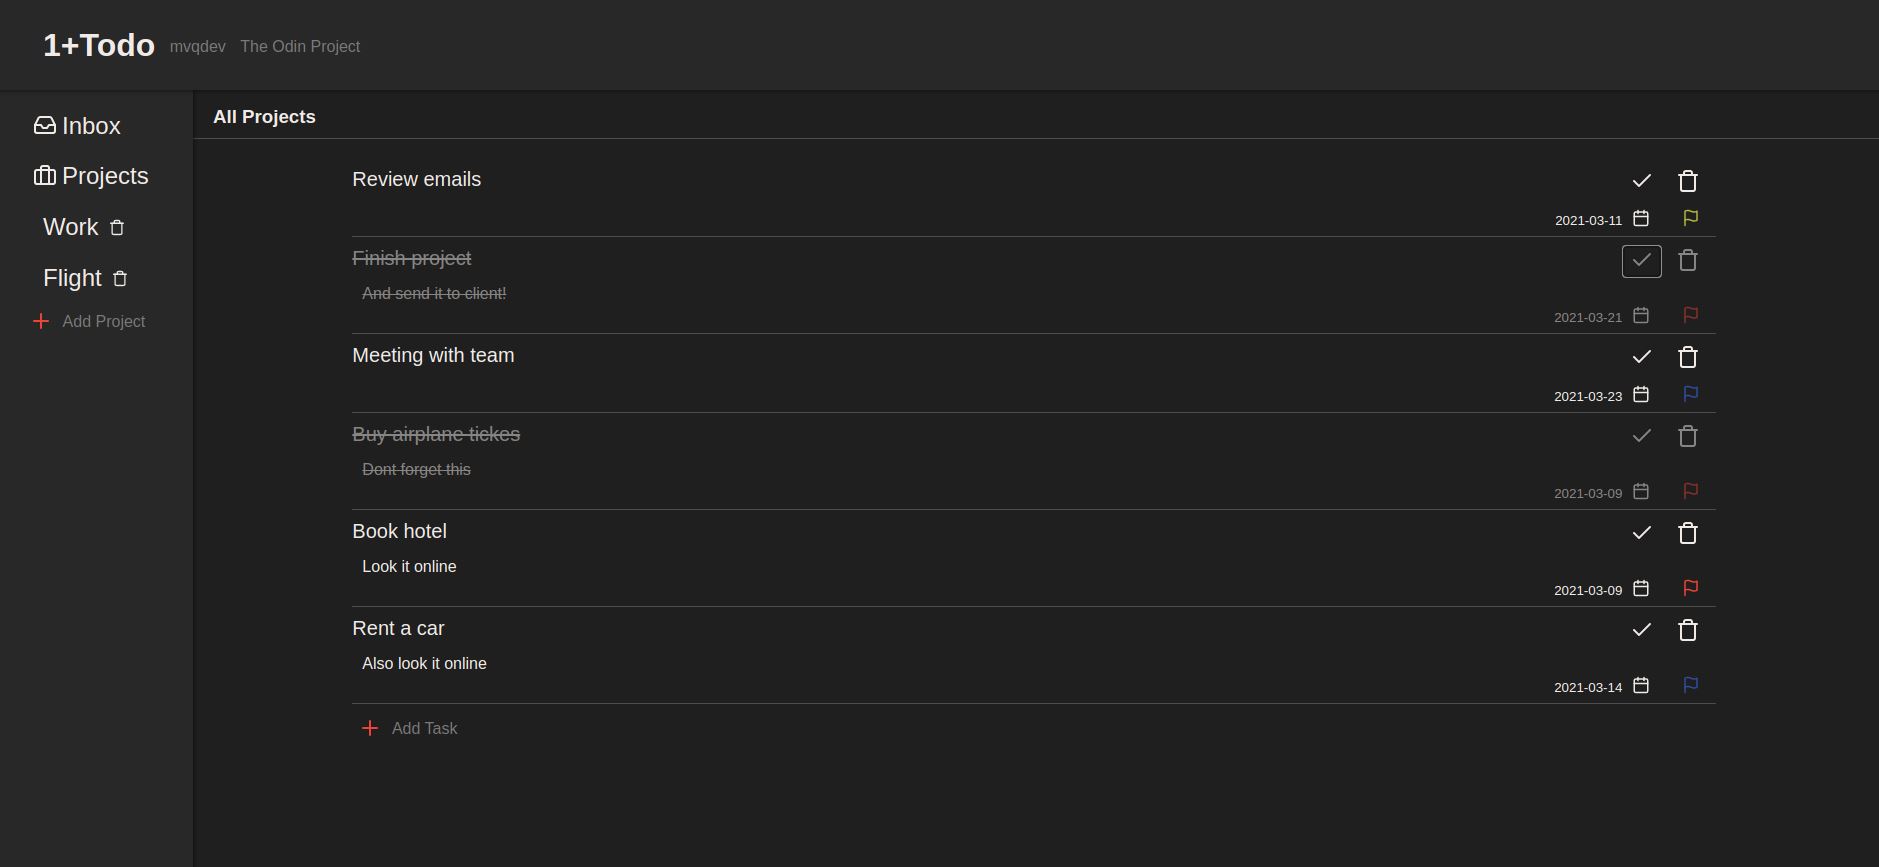 1+Todo mvqdev The Odin Project
Inbox
Projects
Work
Flight
Add Project
All Projects
Review emails
2021-03-11
Finish project
And send it to client!
2021-03-21
Meeting with team
2021-03-23
Buy airplane tickes
Dont forget this
2021-03-09
Book hotel
Look it online
2021-03-09
Rent a car
Also look it online
2021-03-14
Add Task